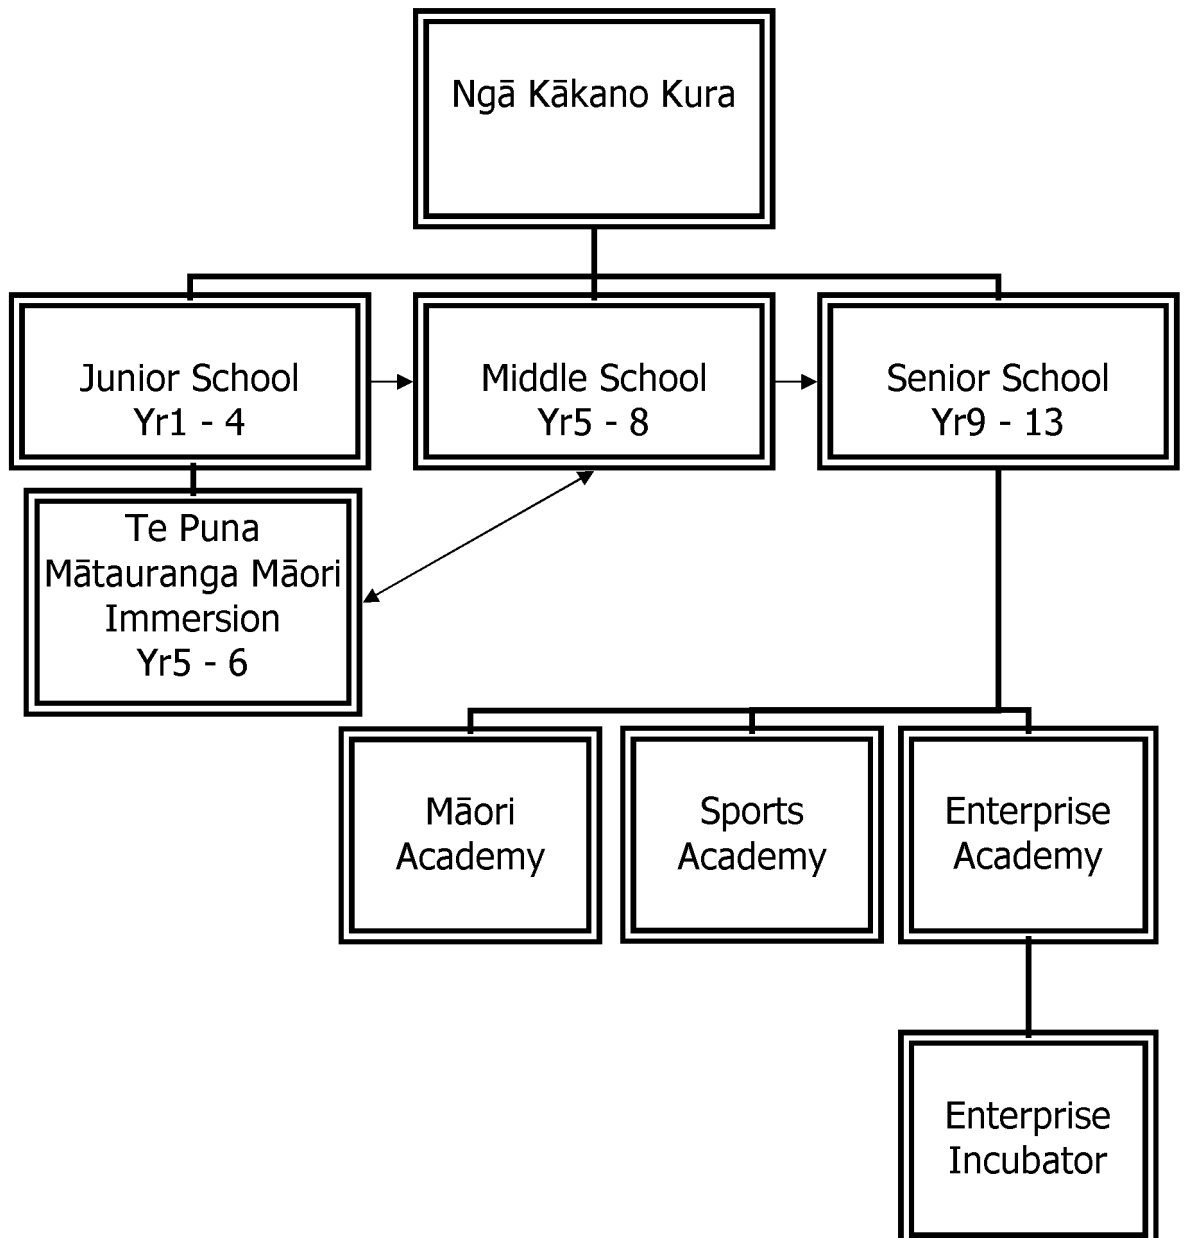 Ngā Kākano Kura
Junior School
Yr1 - 4
Middle School
Yr5 - 8
Senior School
Yr9 - 13
Te Puna
Mātauranga Māori
Immersion
Yr5 - 6
Māori
Academy
Sports
Academy
Enterprise
Academy
Enterprise
Incubator